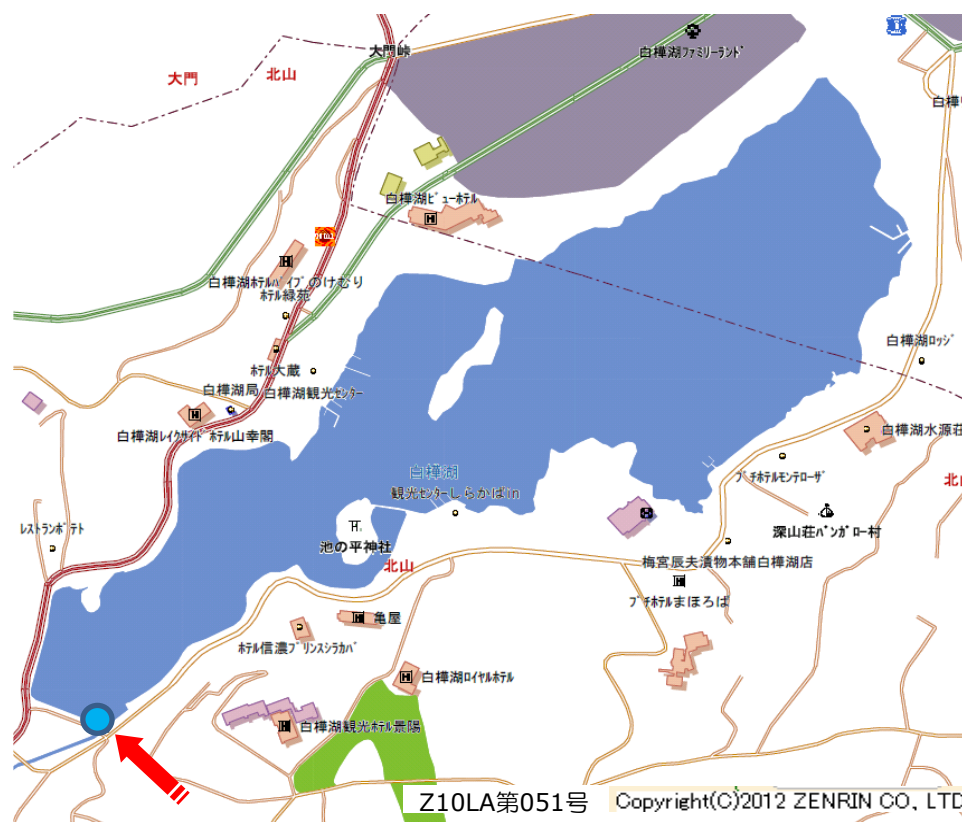 大門峠
白樺湖ファミリーランド
大門
北山
白樺湖ビューホテル
白樺湖ホテルパイプのけむり
ホテル緑苑
白樺湖ロッジ
ホテル大蔵
白樺湖局
白樺湖観光センター
白樺湖レイクサイドホテル山幸閣
白樺湖水源荘
白樺湖
観光センターしらかばin
プチホテルモンテローザ
レストランポテト
深山荘バンガロー村
池の平神社
北山
梅宮辰夫漬物本舗白樺湖店
プチホテルまほろば
亀屋
ホテル信濃プリンスシラカバ
白樺湖ロイヤルホテル
白樺湖観光ホテル景陽
Z10LA第051号
Copyright(C)2012 ZENRIN CO., LTD